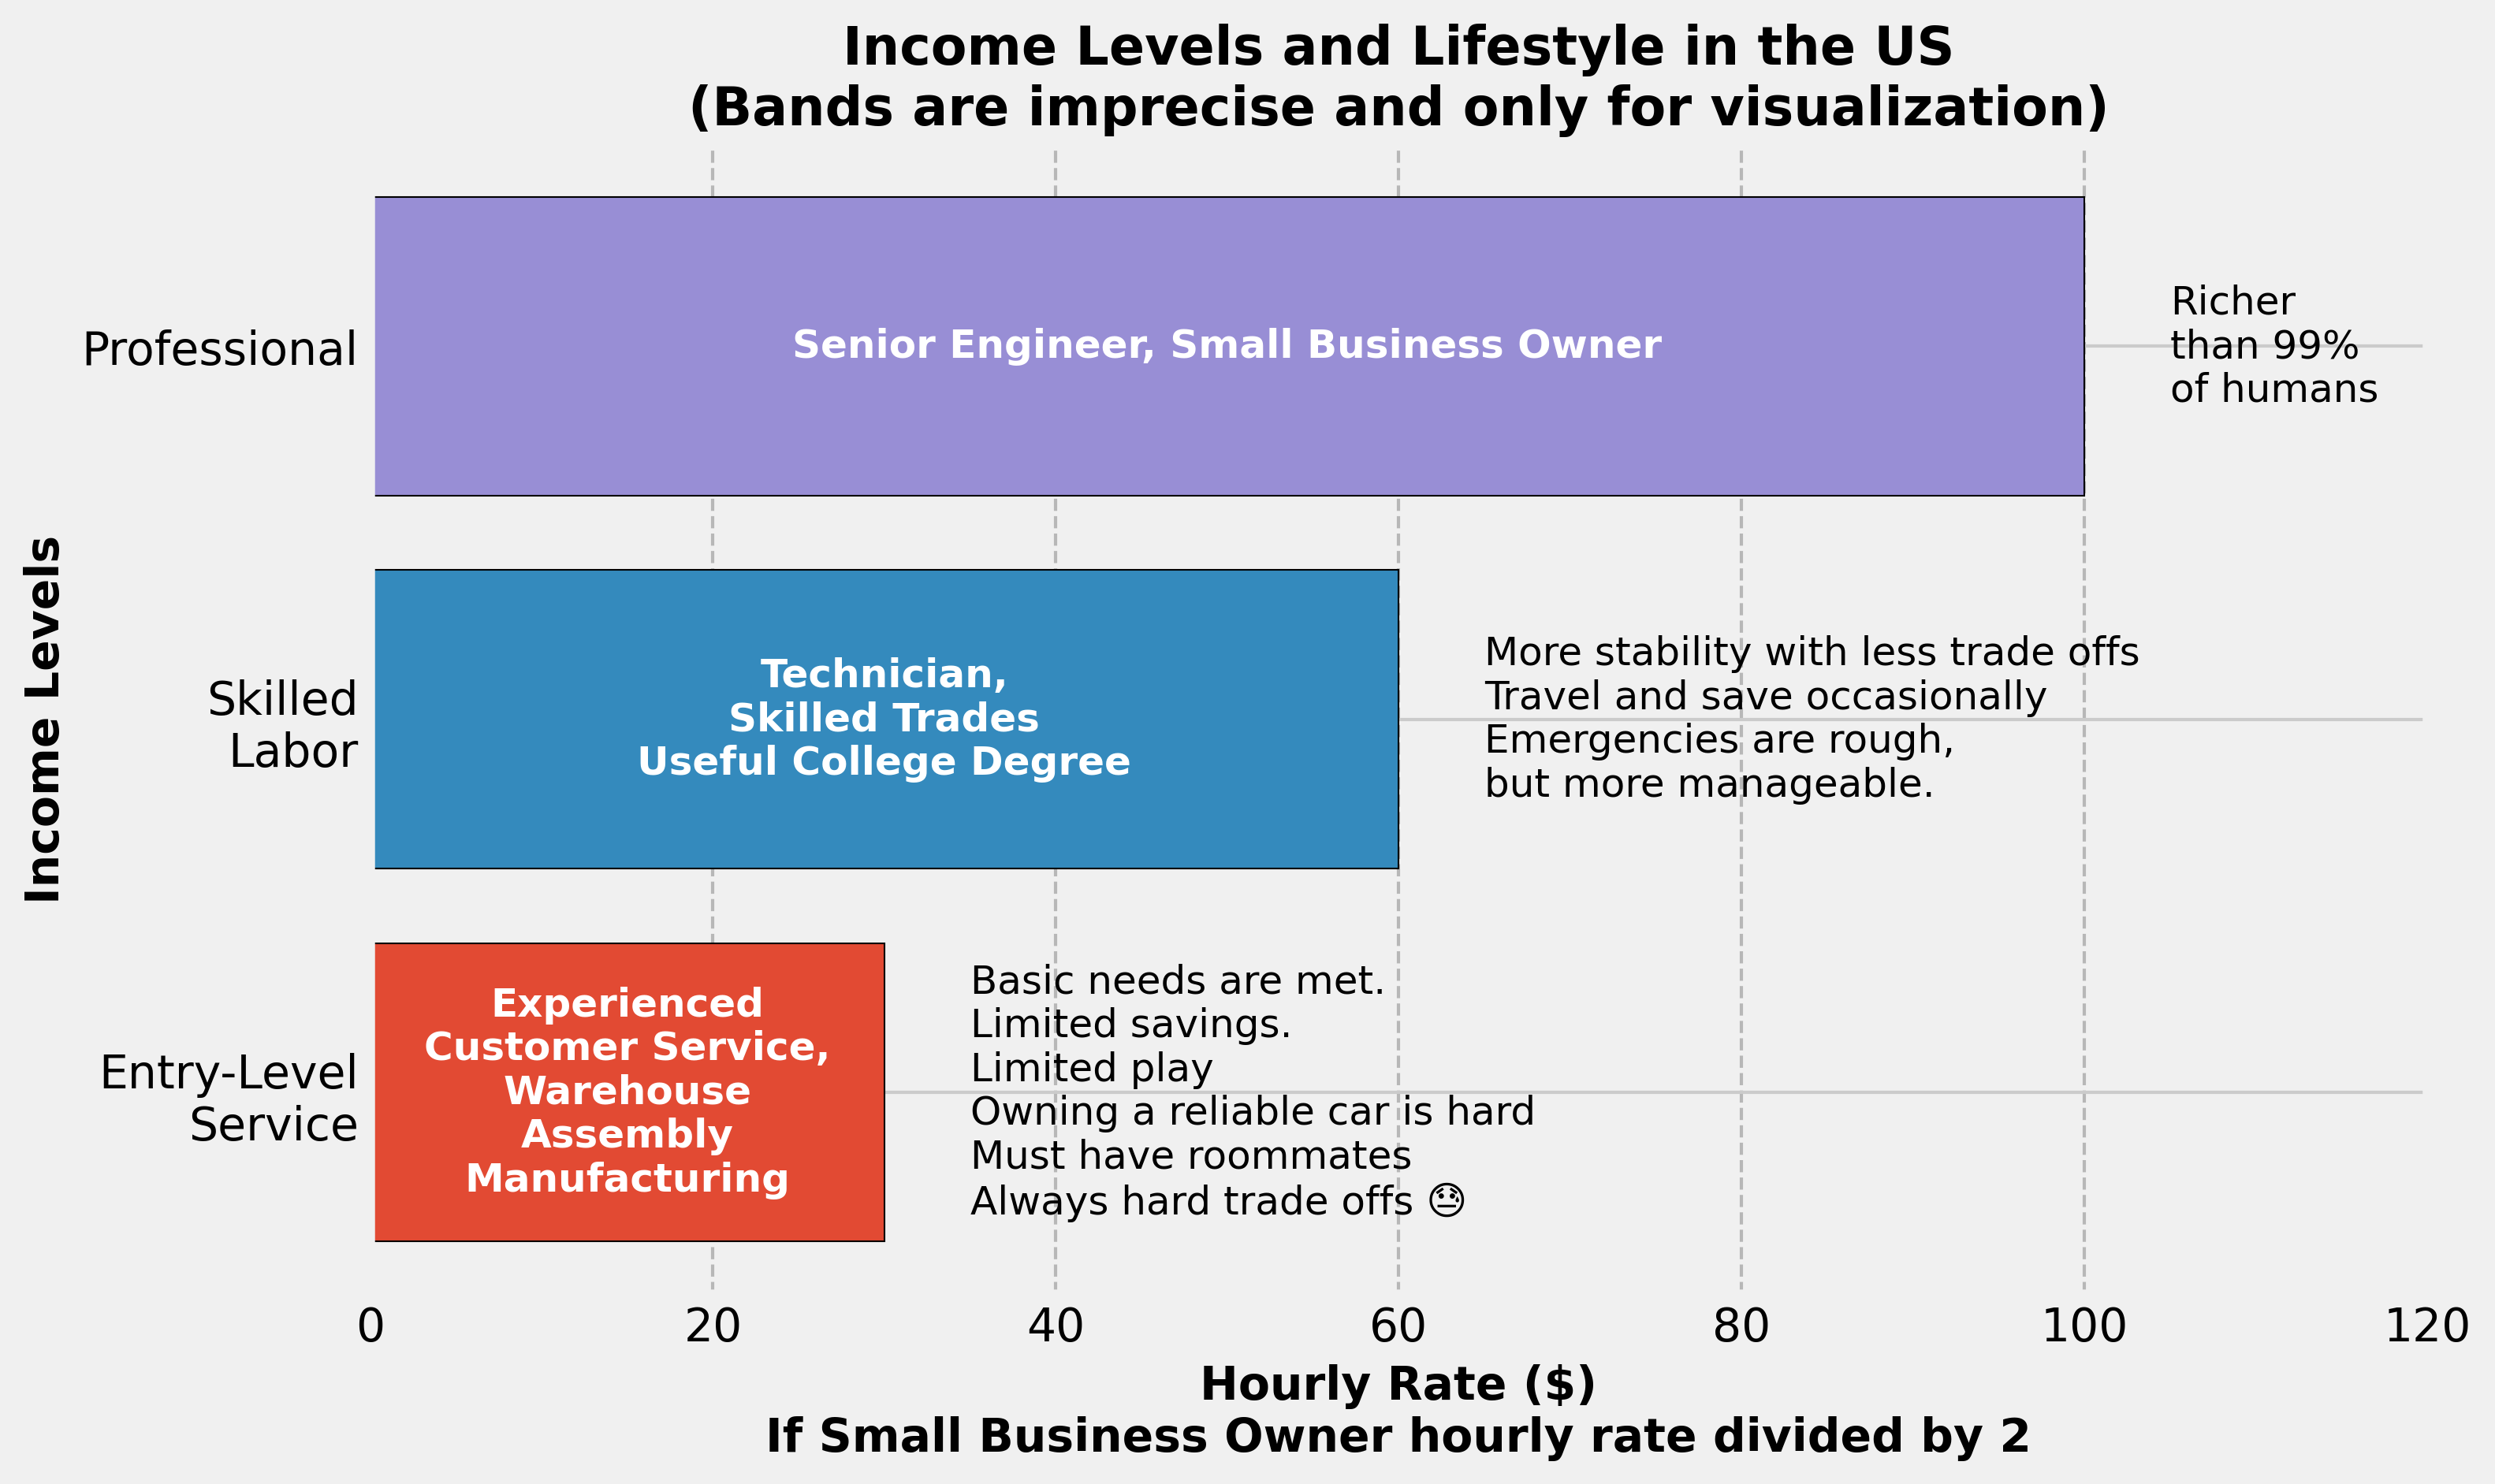 Income Levels and Lifestyle in the US
(Bands are imprecise and only for visualization)
Income Levels
Professional
Senior Engineer, Small Business Owner
Richer
than 99%
of humans
Skilled
Labor
Technician,
Skilled Trades
Useful College Degree
More stability with less trade offs
Travel and save occasionally
Emergencies are rough,
but more manageable.
Entry-Level
Service
Experienced
Customer Service,
Warehouse
Assembly
Manufacturing
Basic needs are met.
Limited savings.
Limited play
Owning a reliable car is hard
Must have roommates
Always hard trade offs 😓
0 20 40 60 80 100 120
Hourly Rate ($)
If Small Business Owner hourly rate divided by 2